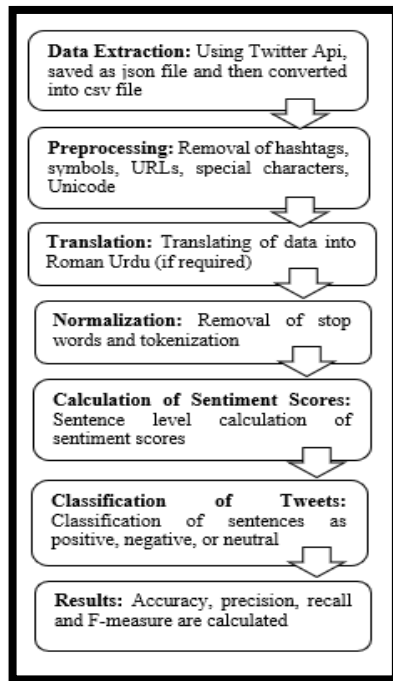 Data Extraction: Using Twitter Api,
saved as json file and then converted
into csv file
Preprocessing: Removal of hashtags,
symbols, URLs, special characters,
Unicode
Translation: Translating of data into
Roman Urdu (if required)
Normalization: Removal of stop
words and tokenization
Calculation of Sentiment Scores:
Sentence level calculation of
sentiment scores
Classification of Tweets:
Classification of sentences as
positive, negative, or neutral
Results: Accuracy, precision, recall
and F-measure are calculated